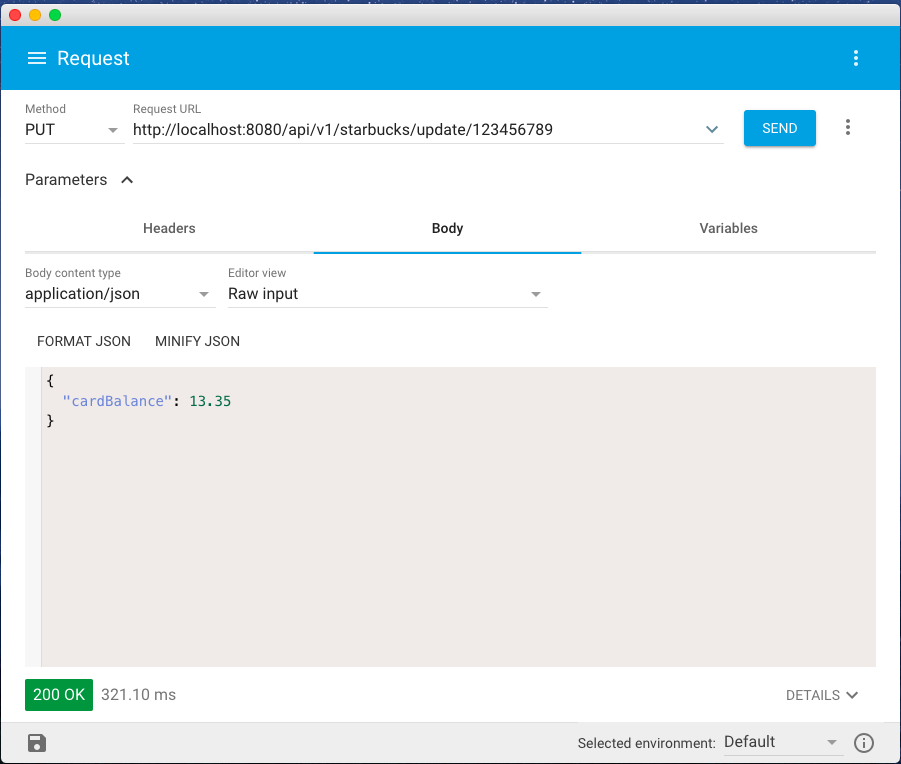 Request
Method
Request URL
PUT
http://localhost:8080/api/v1/starbucks/update/123456789
SEND
Parameters
Headers
Body
Variables
Body content type
Editor view
application/json
Raw input
FORMAT JSON
MINIFY JSON
{
"cardBalance": 13.35
}
200 OK
321.10 ms
DETAILS
Selected environment:
Default